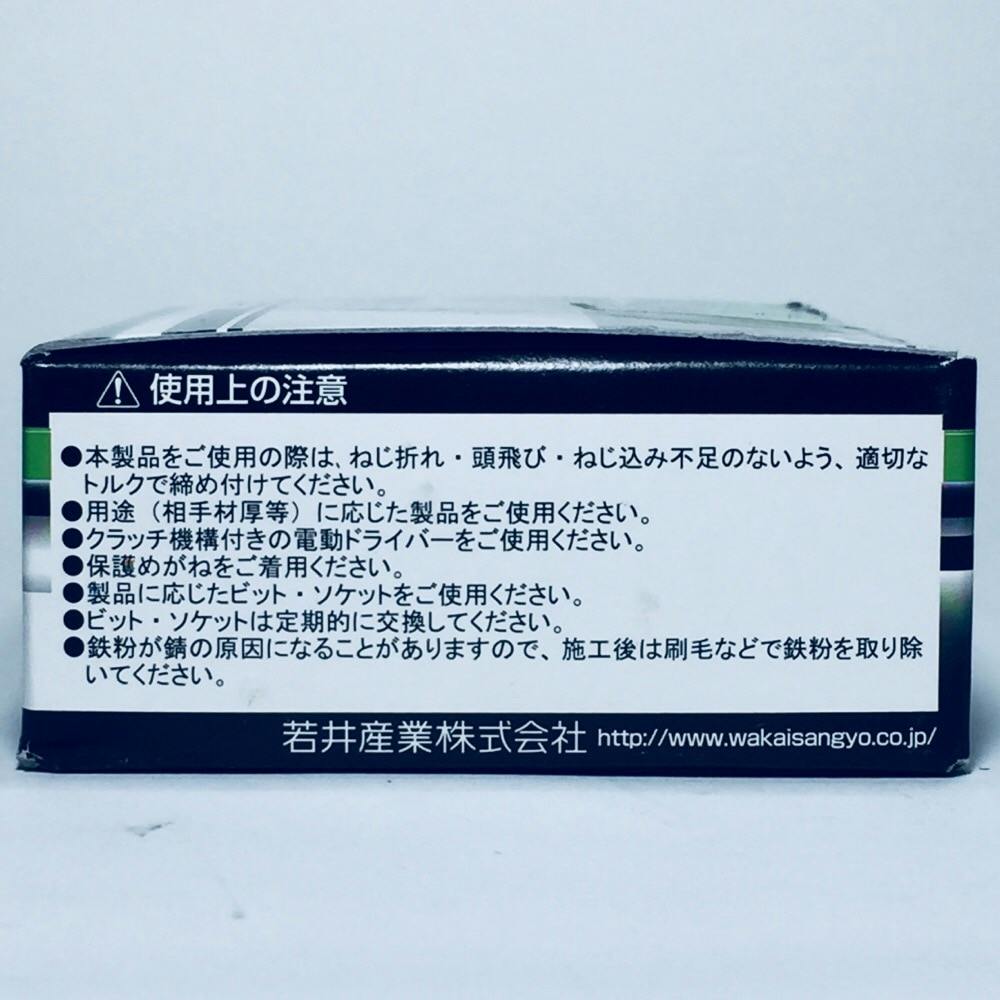 使用上の注意
●本製品をご使用の際は、ねじ折れ・頭飛び・ねじ込み不足のないよう、適切な
トルクで締め付けてください。
●用途（相手材厚等）に応じた製品をご使用ください。
●クラッチ機構付きの電動ドライバーをご使用ください。
●保護めがねをご着用ください。
●製品に応じたビット・ソケットをご使用ください。
●ビット・ソケットは定期的に交換してください。
●鉄粉が錆の原因になることがありますので、施工後は刷毛などで鉄粉を取り除
いてください。
若井産業株式会社 http://www.wakaisangyo.co.jp/